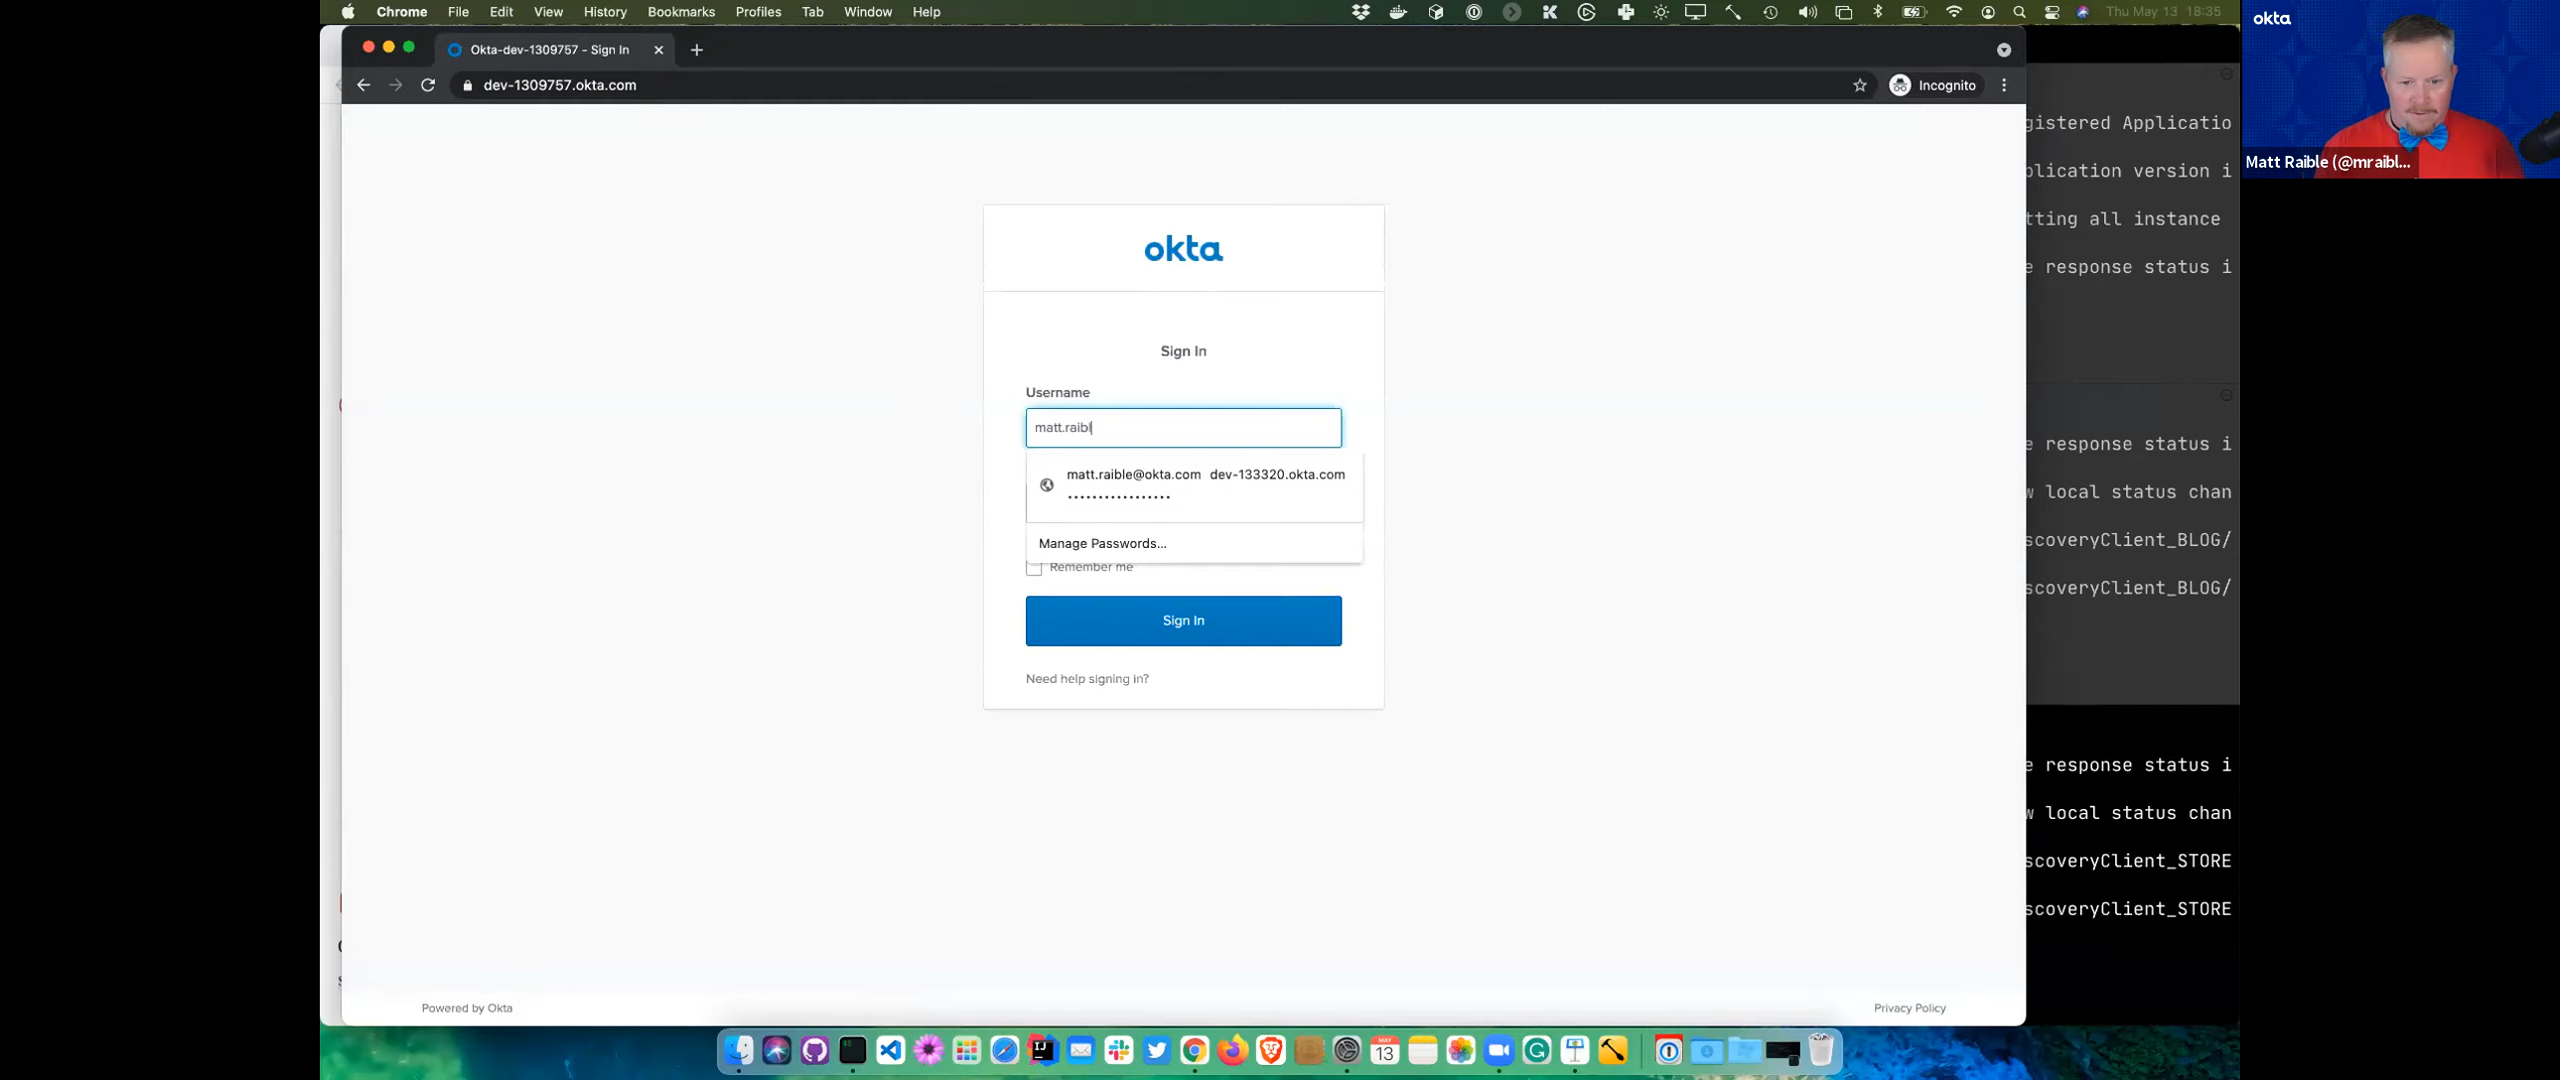 Chrome File Edit View History Bookmarks Profiles Tab Window Help
Thu May 13 18:35
okta
Okta-dev-1309757 - Sign In
dev-1309757.okta.com
Incognito
Matt Raible (@mraibl...
gistered Applicatio
plication version i
tting all instance
e response status i
okta
Sign In
Username
matt.raibl
matt.raible@okta.com dev-133320.okta.com
•••••••••••••••••
Manage Passwords...
Remember me
Sign In
Need help signing in?
e response status i
w local status chan
scoveryClient_BLOG/
scoveryClient_BLOG/
e response status i
w local status chan
scoveryClient_STORE
scoveryClient_STORE
Powered by Okta
Privacy Policy
MAY
13